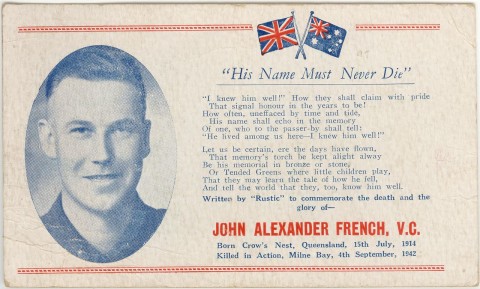 "His Name Must Never Die"
"I knew him well!" How they shall claim with pride
That signal honour in the years to be!
How often, uneffaced by time and tide,
His name shall echo in the memory
Of one, who to the passer-by shall tell:
"He lived among us here—I knew him well!"
Let us be certain, ere the days have flown,
That memory's torch be kept alight alway
Be his memorial in bronze or stone;
Or Tended Greens where little children play,
That they may learn the tale of how he fell,
And tell the world that they, too, know him well.
Written by "Rustic" to commemorate the death and the
glory of—
JOHN ALEXANDER FRENCH, V.C.
Born Crow's Nest, Queensland, 15th July, 1914
Killed in Action, Milne Bay, 4th September, 1942